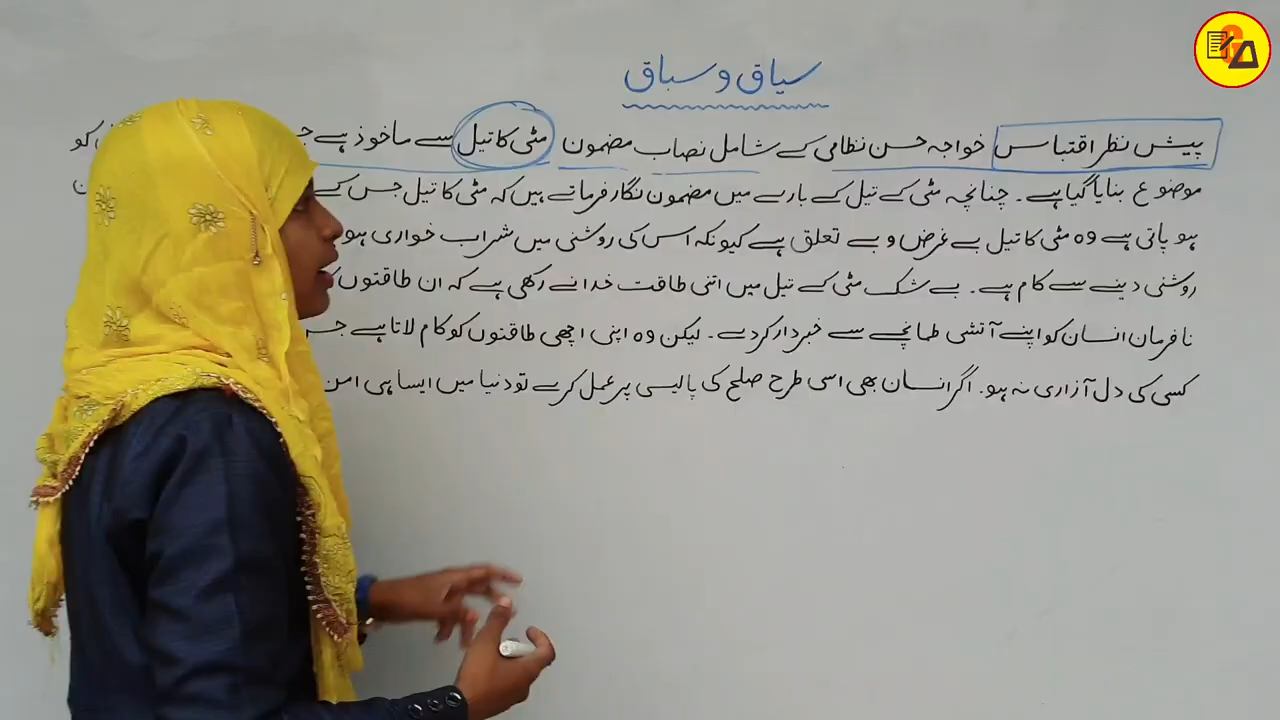 سیاق و سباق
پیش نظر اقتباس خواجہ حسن نظامی کے شامل نصاب مضمون مٹی کا تیل سے ماخوذ ہے کو
موضوع بنایا گیا ہے۔ چنانچہ مٹی کے تیل کے بارے میں مضمون نگار فرماتے ہیں کہ مٹی کا تیل جس کے
ہو پاتی ہے وہ مٹی کا تیل بے غرض و بے تعلق ہے کیونکہ اس کی روشنی میں شراب خواری ہو
روشنی دینے سے کام ہے۔ بے شک مٹی کے تیل میں اتنی طاقت خدا نے رکھی ہے کہ ان طاقتوں
نافرمان انسان کو اپنے آتشی طمانچے سے خبردار کر دے۔ لیکن وہ اپنی اچھی طاقتوں کو کام لاتا ہے
کسی کی دل آزاری نہ ہو۔ اگر انسان بھی اسی طرح صلح کی پالیسی پر عمل کرے تو دنیا میں ایسا ہی امن